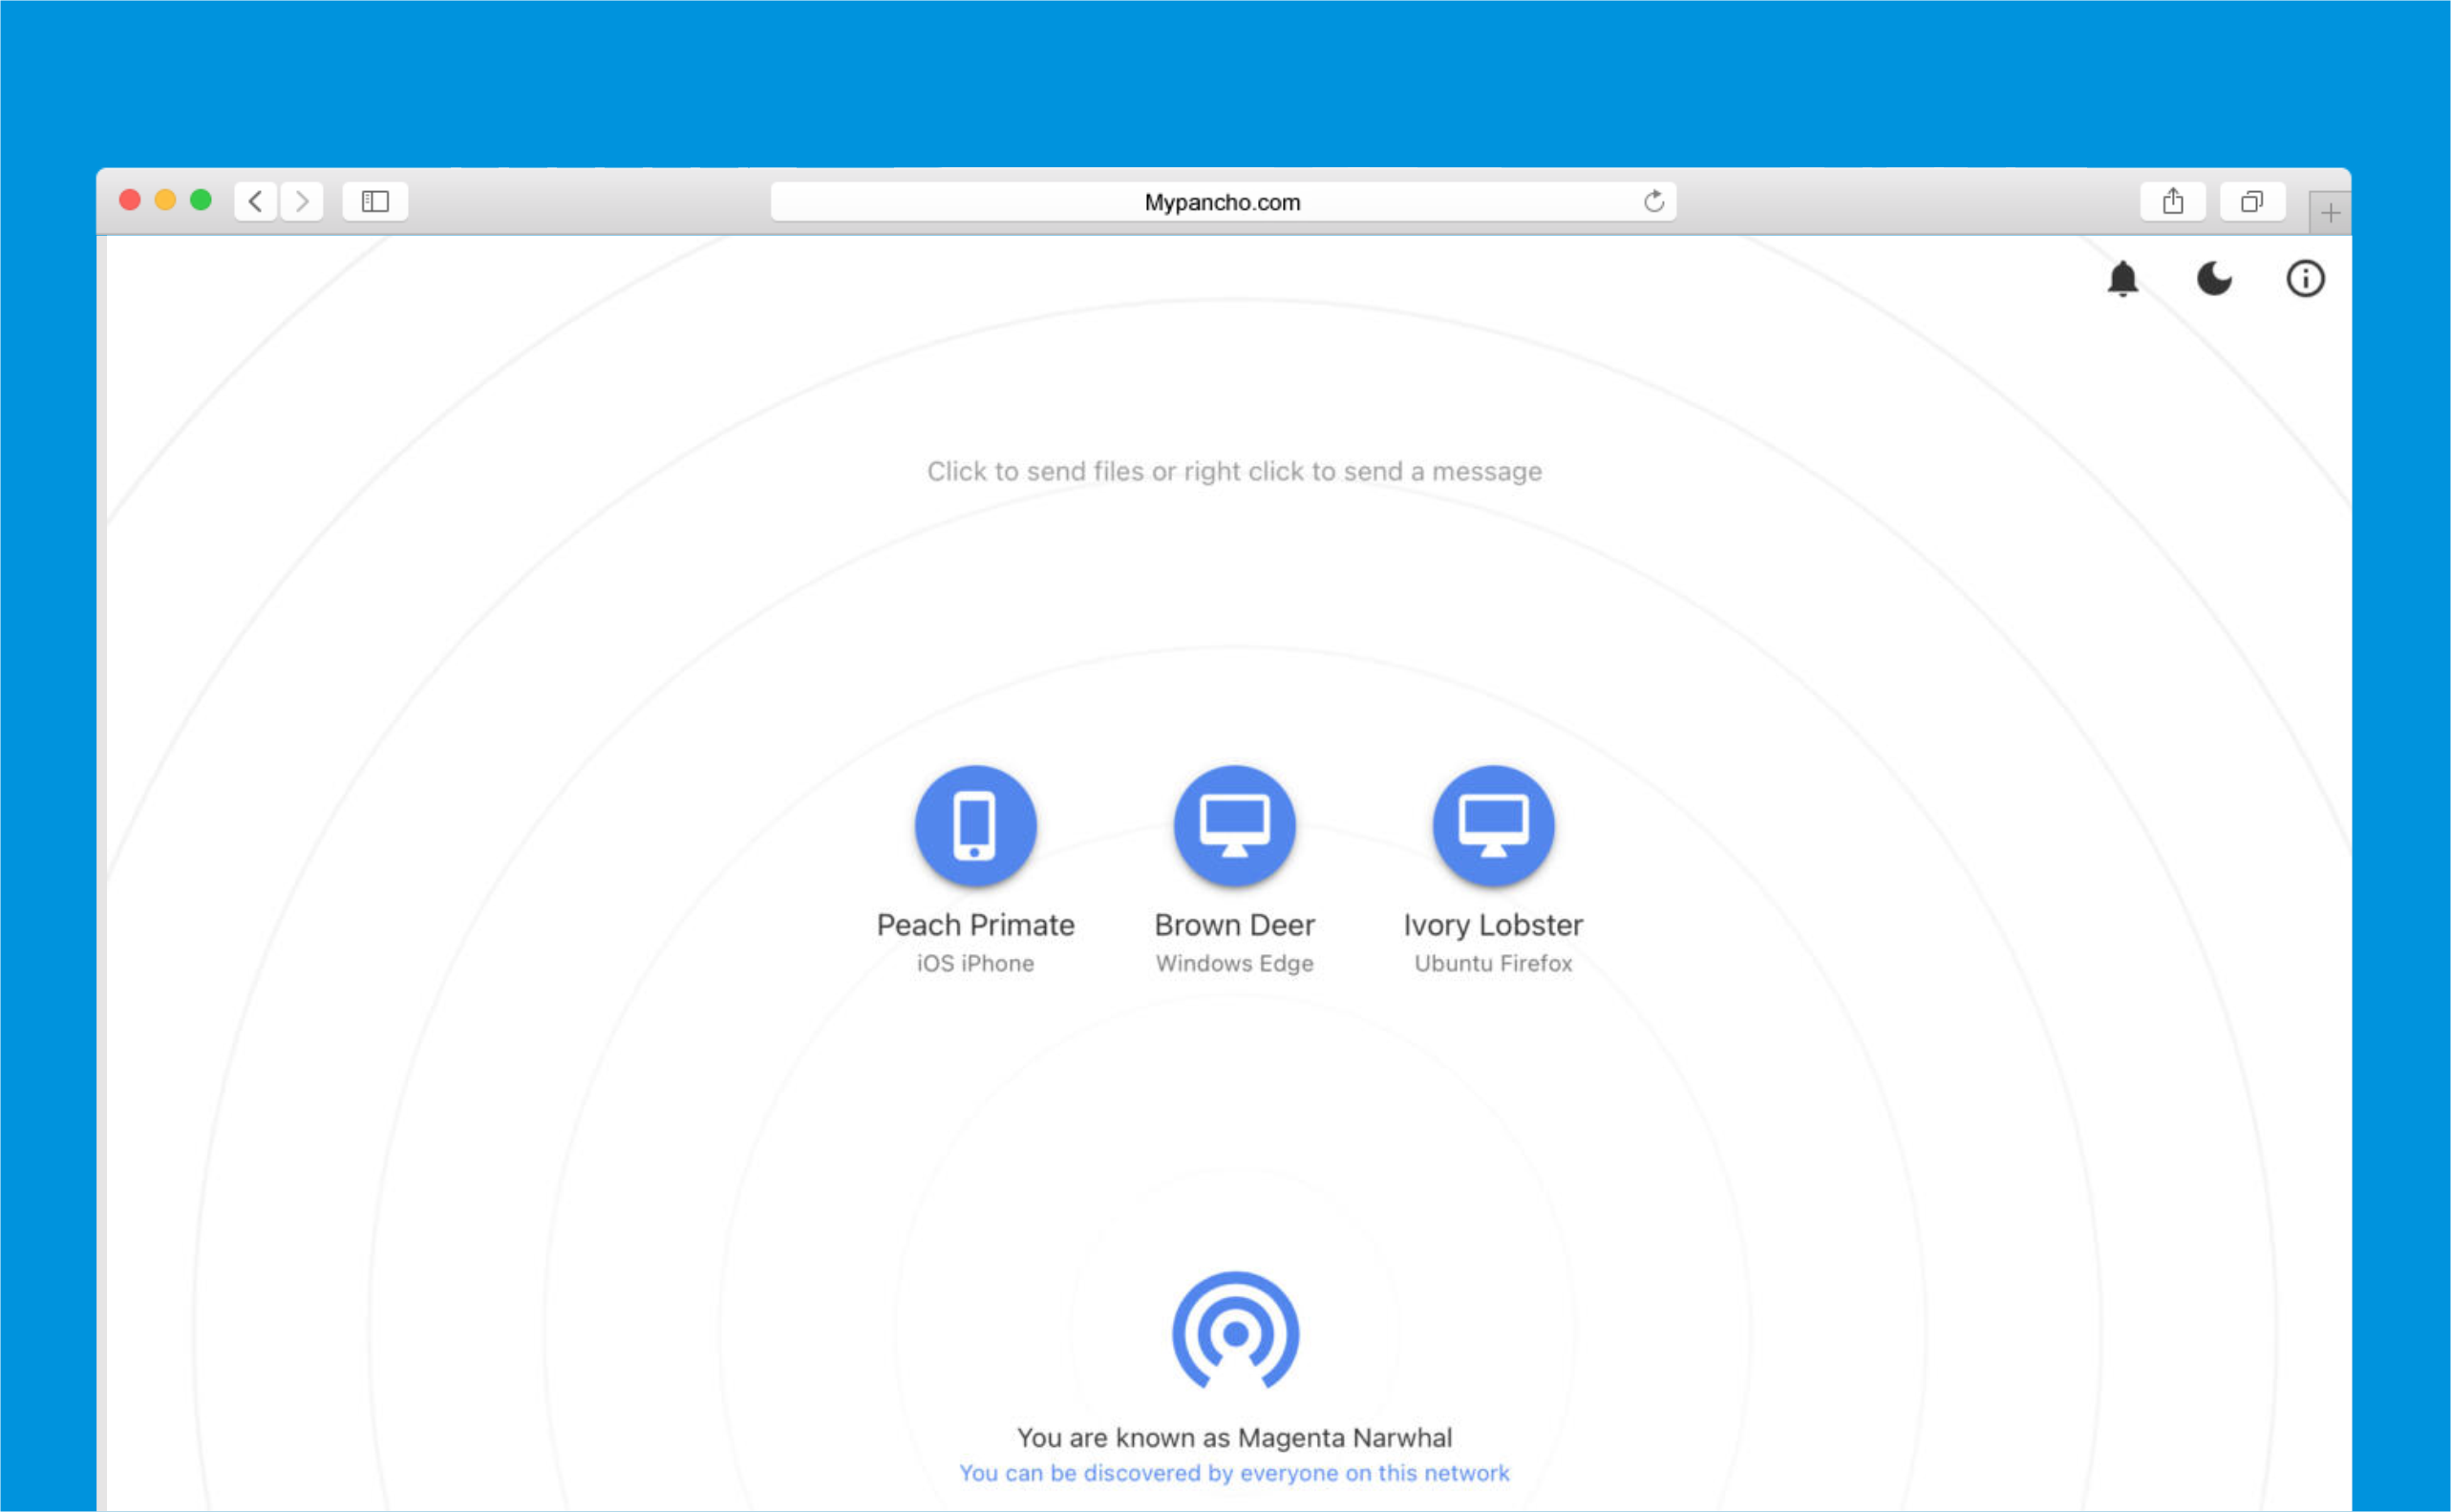 Mypancho.com
Click to send files or right click to send a message
Peach Primate
iOS iPhone
Brown Deer
Windows Edge
Ivory Lobster
Ubuntu Firefox
You are known as Magenta Narwhal
You can be discovered by everyone on this network